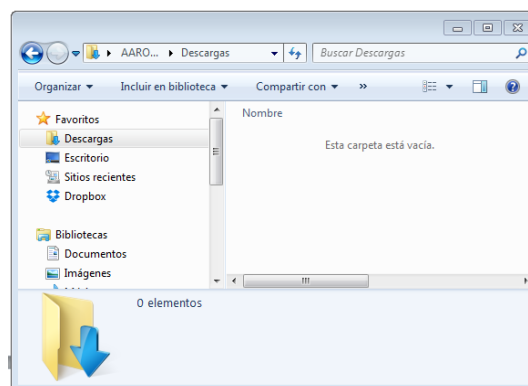 AARO... Descargas
Buscar Descargas
Organizar Incluir en biblioteca Compartir con »
Favoritos
Descargas
Escritorio
Sitios recientes
Dropbox
Bibliotecas
Documentos
Imágenes
Nombre
Esta carpeta está vacía.
0 elementos